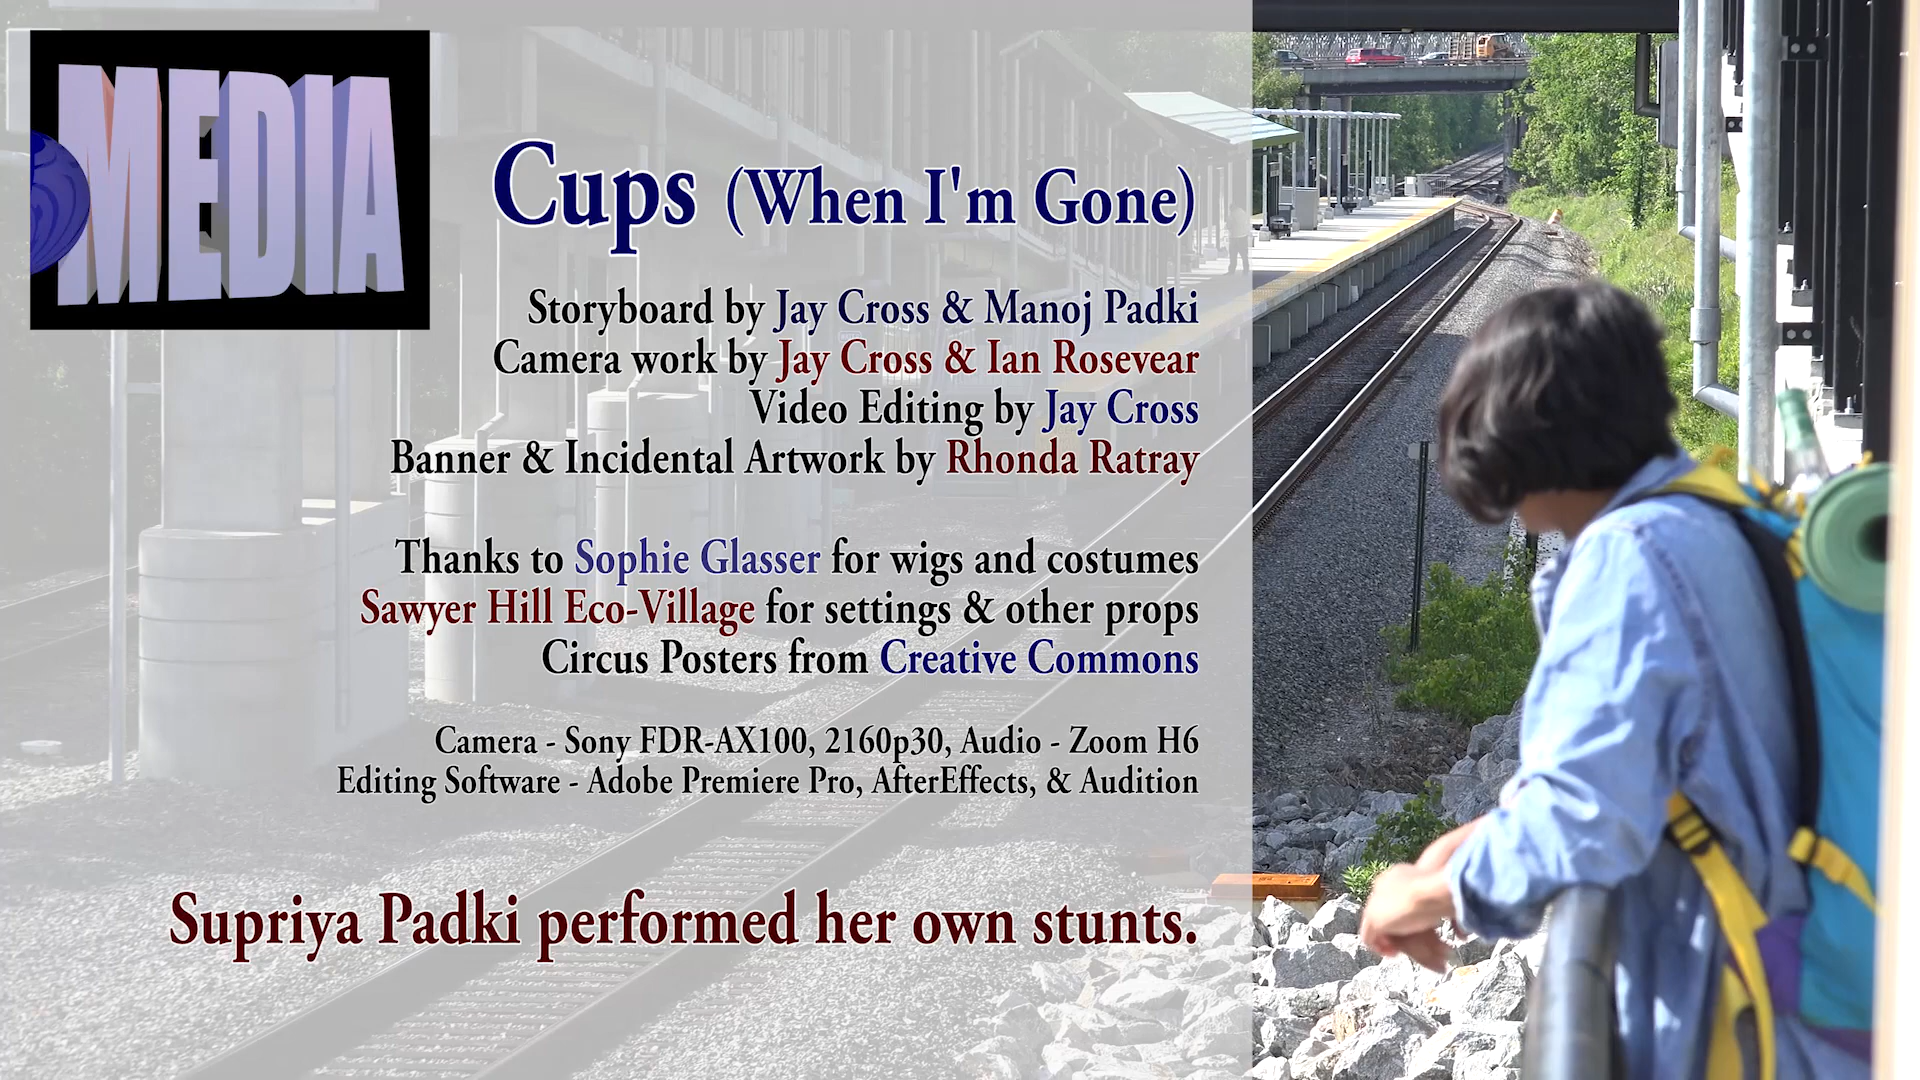 MEDIA
Cups (When I'm Gone)
Storyboard by Jay Cross & Manoj Padki
Camera work by Jay Cross & Ian Rosevear
Video Editing by Jay Cross
Banner & Incidental Artwork by Rhonda Ratray
Thanks to Sophie Glasser for wigs and costumes
Sawyer Hill Eco-Village for settings & other props
Circus Posters from Creative Commons
Camera - Sony FDR-AX100, 2160p30, Audio - Zoom H6
Editing Software - Adobe Premiere Pro, AfterEffects, & Audition
Supriya Padki performed her own stunts.